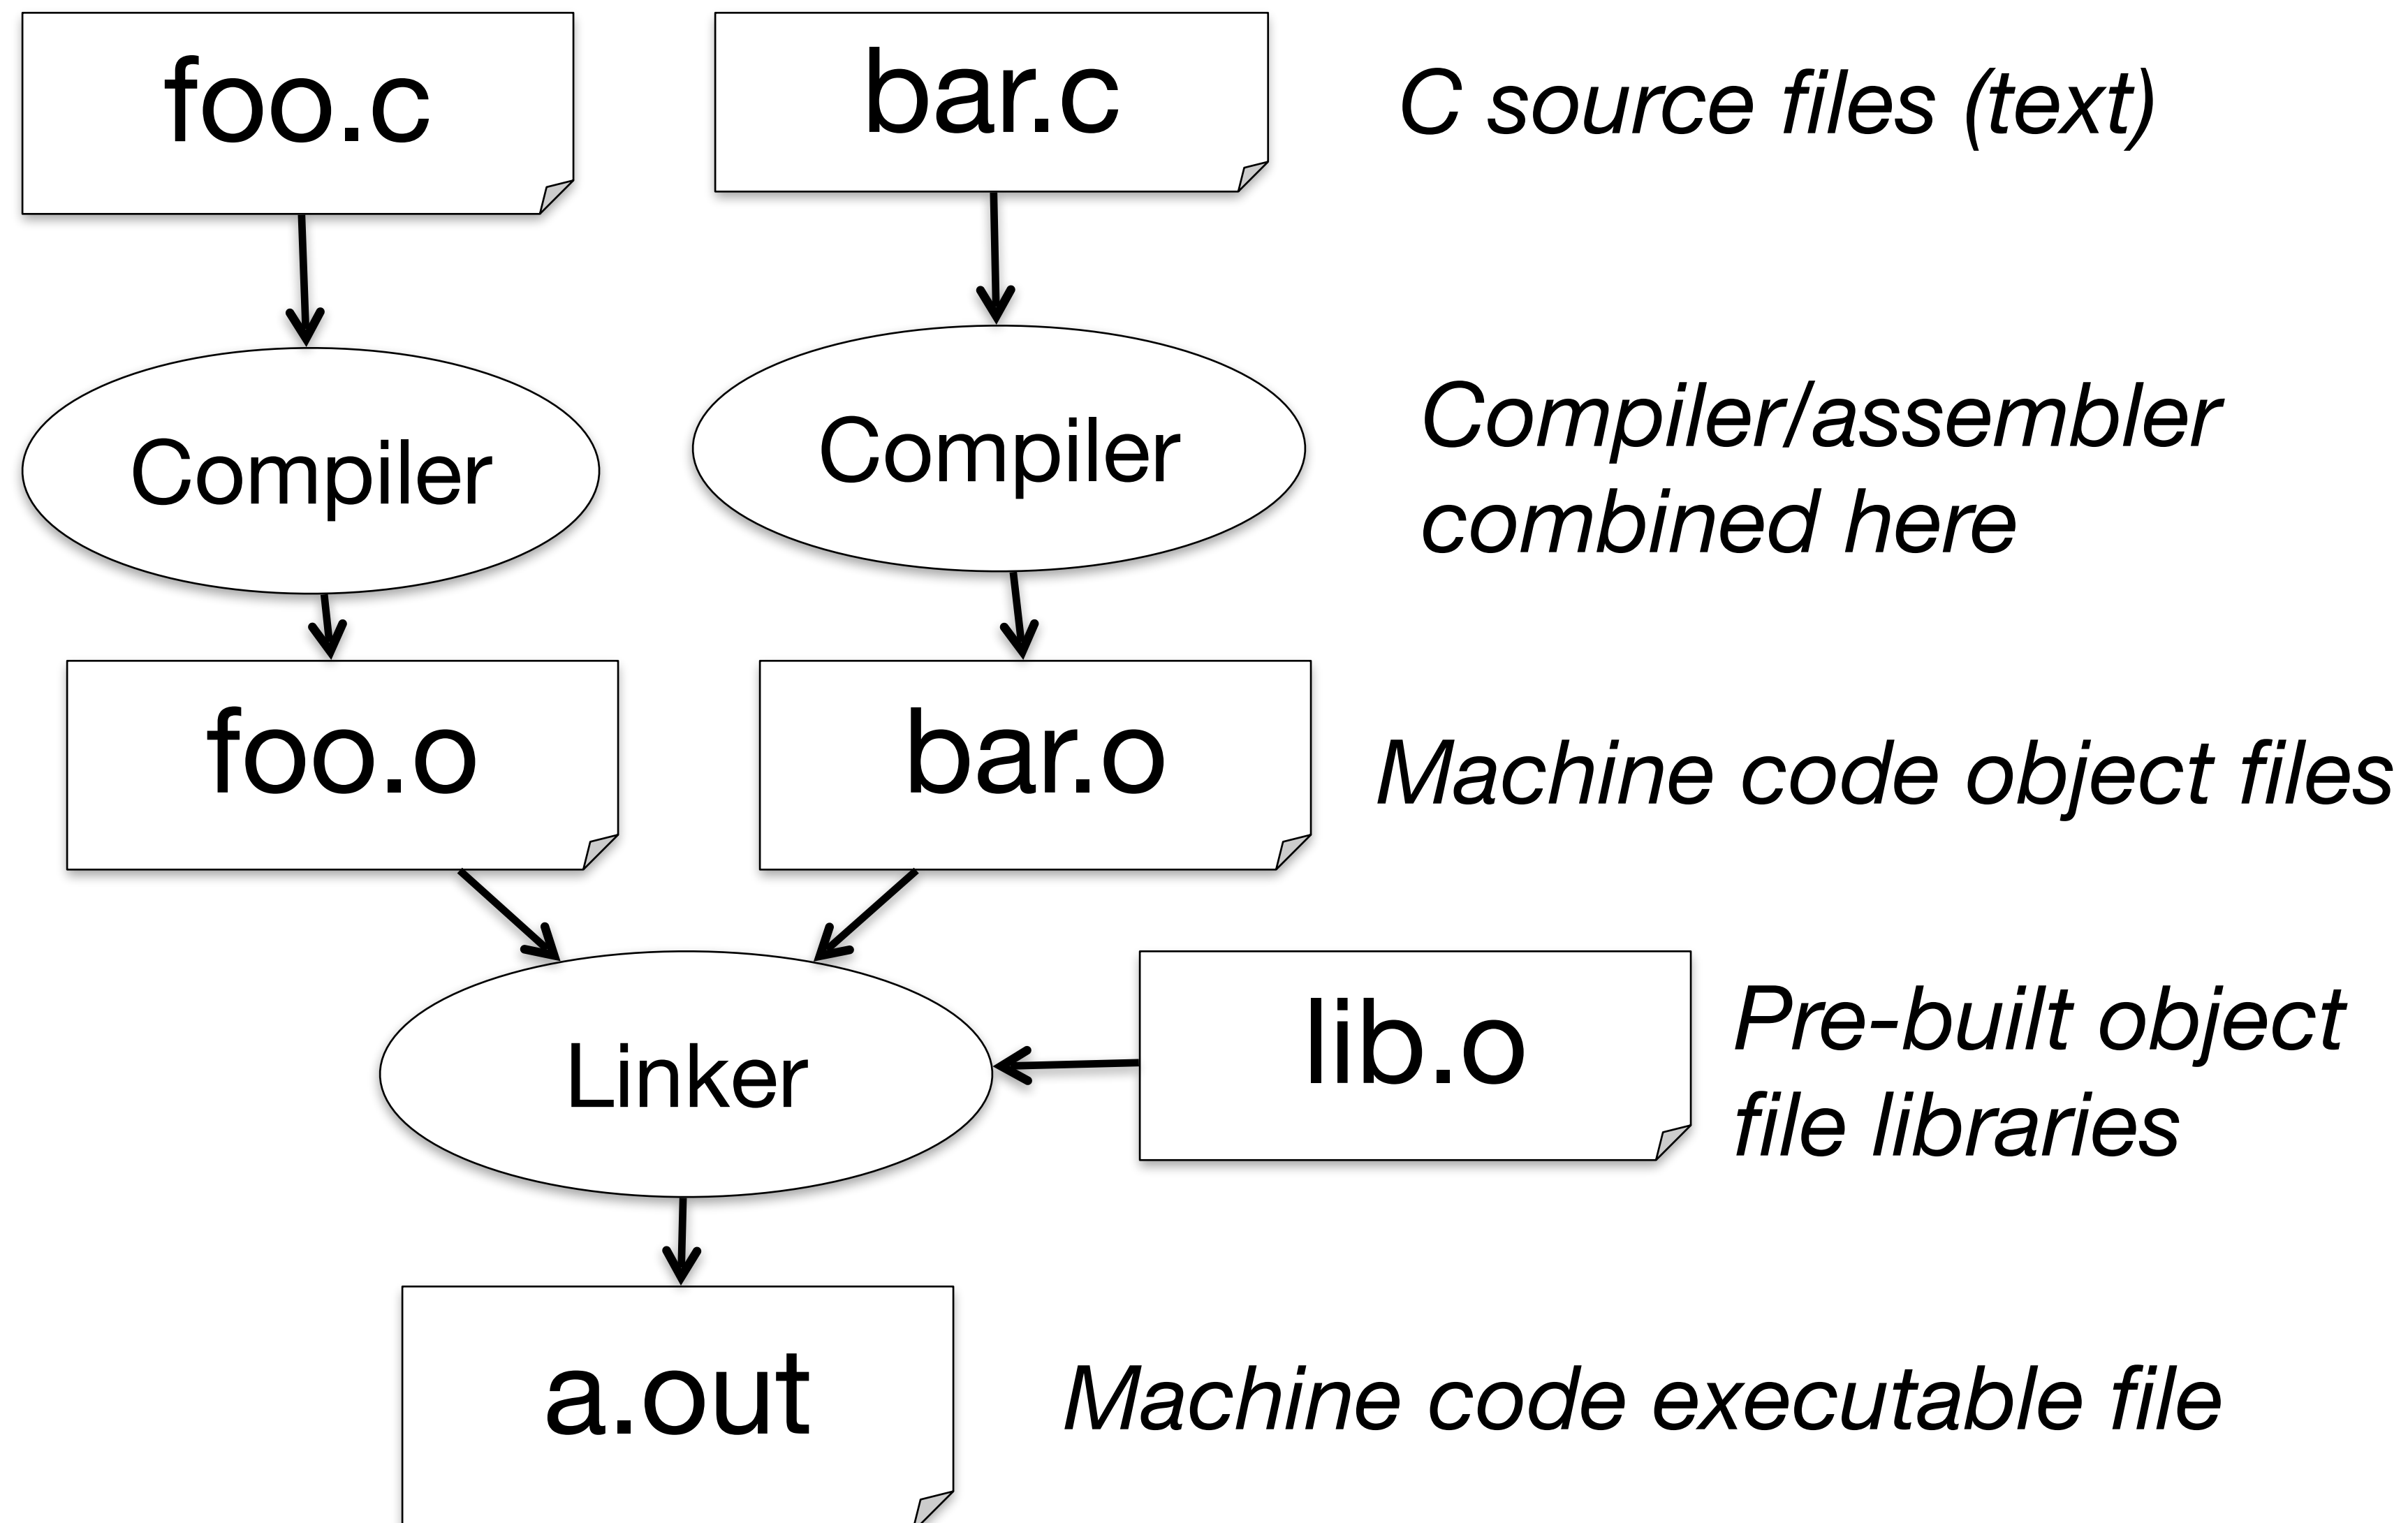 foo.c
bar.c
C source files (text)
Compiler
Compiler
Compiler/assembler
combined here
foo.o
bar.o
Machine code object files
Linker
lib.o
Pre-built object
file libraries
a.out
Machine code executable file